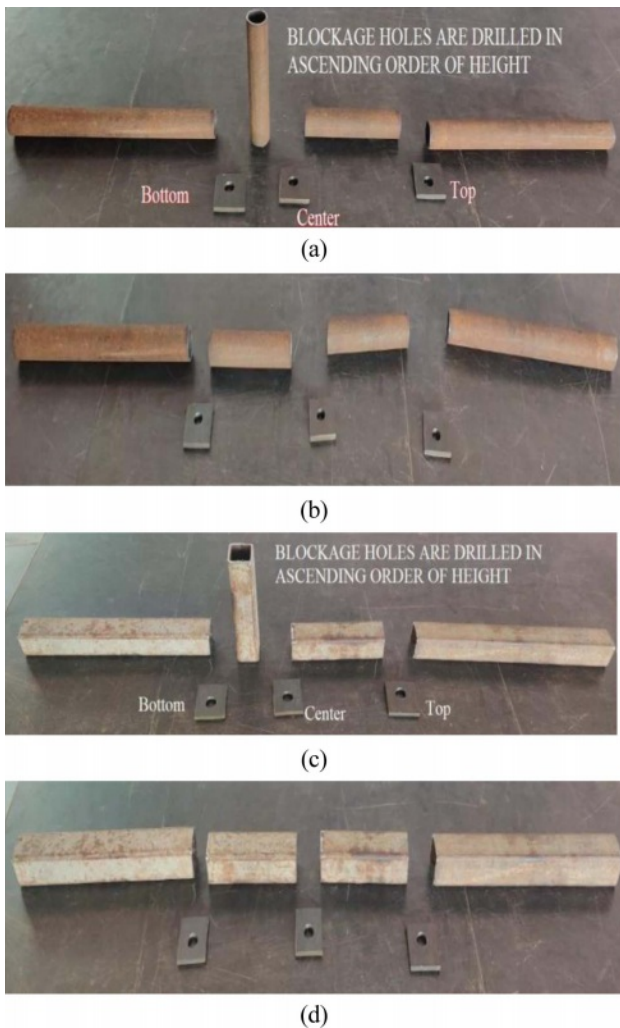 BLOCKAGE HOLES ARE DRILLED IN
ASCENDING ORDER OF HEIGHT
Bottom
Center
Top
(a)
(b)
BLOCKAGE HOLES ARE DRILLED IN
ASCENDING ORDER OF HEIGHT
Bottom
Center
Top
(c)
(d)